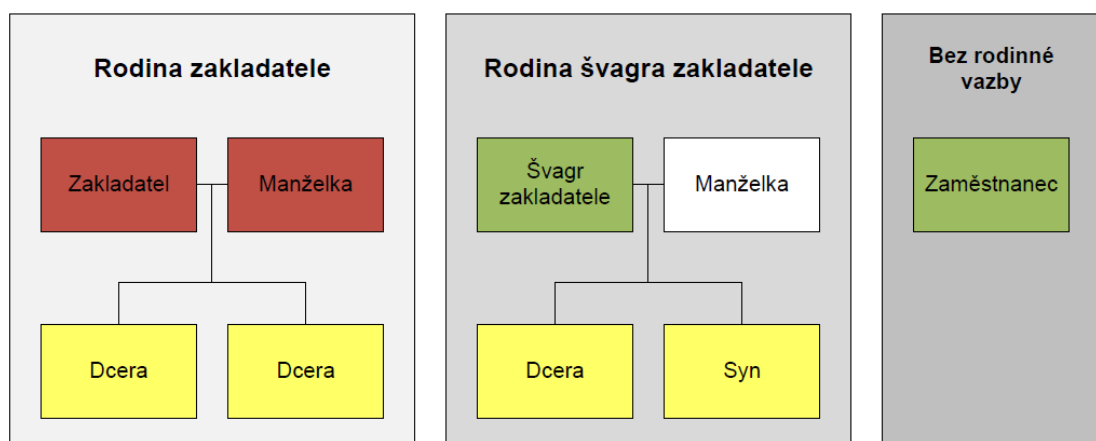 Rodina zakladatele
Zakladatel
Manželka
Dcera
Dcera
Rodina švagra zakladatele
Švagr
zakladatele
Manželka
Dcera
Syn
Bez rodinné
vazby
Zaměstnanec